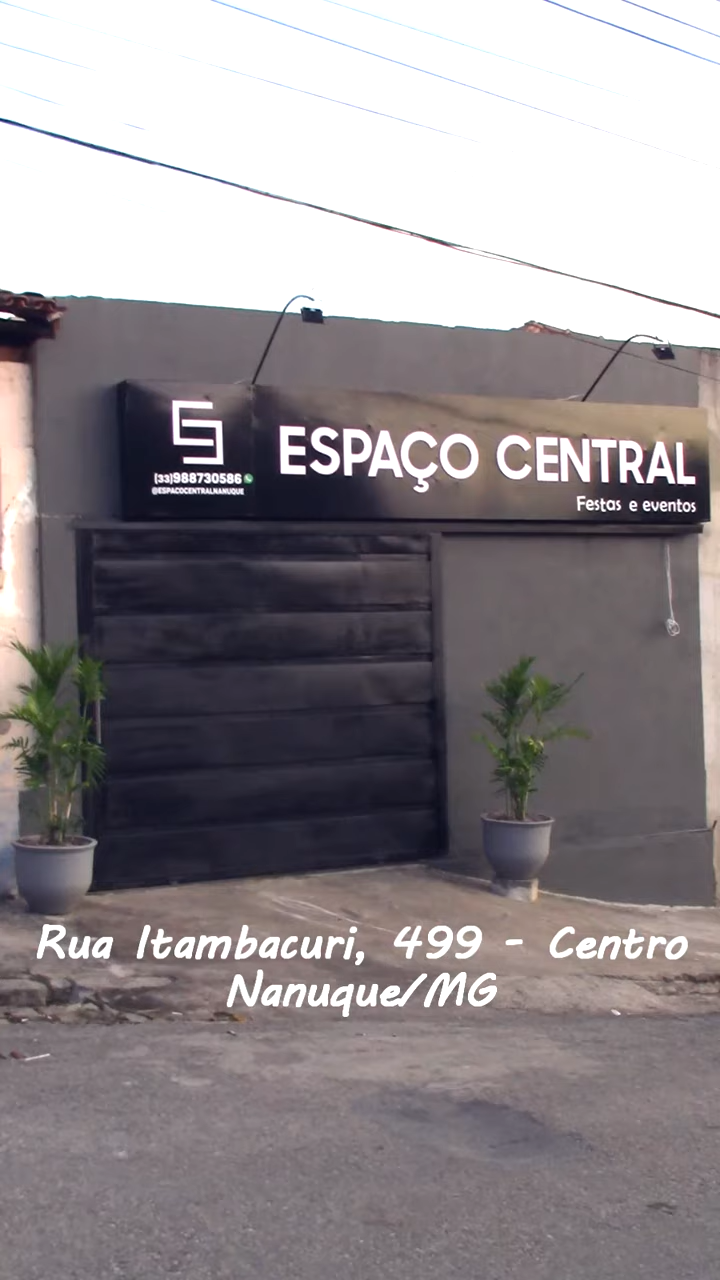 ESPAÇO CENTRAL
Festas e eventos
(33)988730586
@ESPACOCENTRALNANUQUE
Rua Itambacuri, 499 - Centro
Nanuque/MG